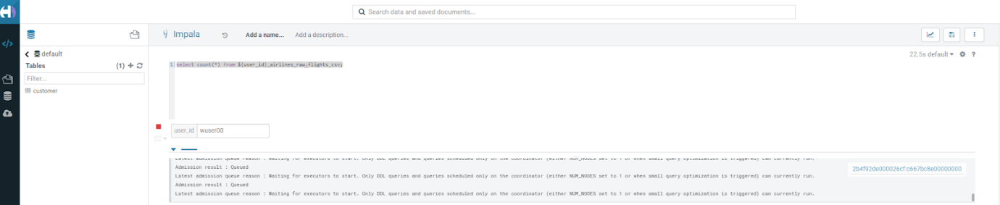 Search data and saved documents...
Impala
Add a name...
Add a description...
default
22.5s default
?
Tables
(1)
1 select count(*) from ${user_id}_airlines_raw.flights_csv;
Filter...
customer
user_id
wuser00
Latest admission queue reason : Waiting for executors to start. Only DDL queries and queries scheduled only on the coordinator (either NUM_NODES set to 1 or when small query optimization is triggered) can currently run.
Admission result : Queued
Latest admission queue reason : Waiting for executors to start. Only DDL queries and queries scheduled only on the coordinator (either NUM_NODES set to 1 or when small query optimization is triggered) can currently run.
Admission result : Queued
Latest admission queue reason : Waiting for executors to start. Only DDL queries and queries scheduled only on the coordinator (either NUM_NODES set to 1 or when small query optimization is triggered) can currently run.
2b4f92de000026cf:c667bc8e00000000